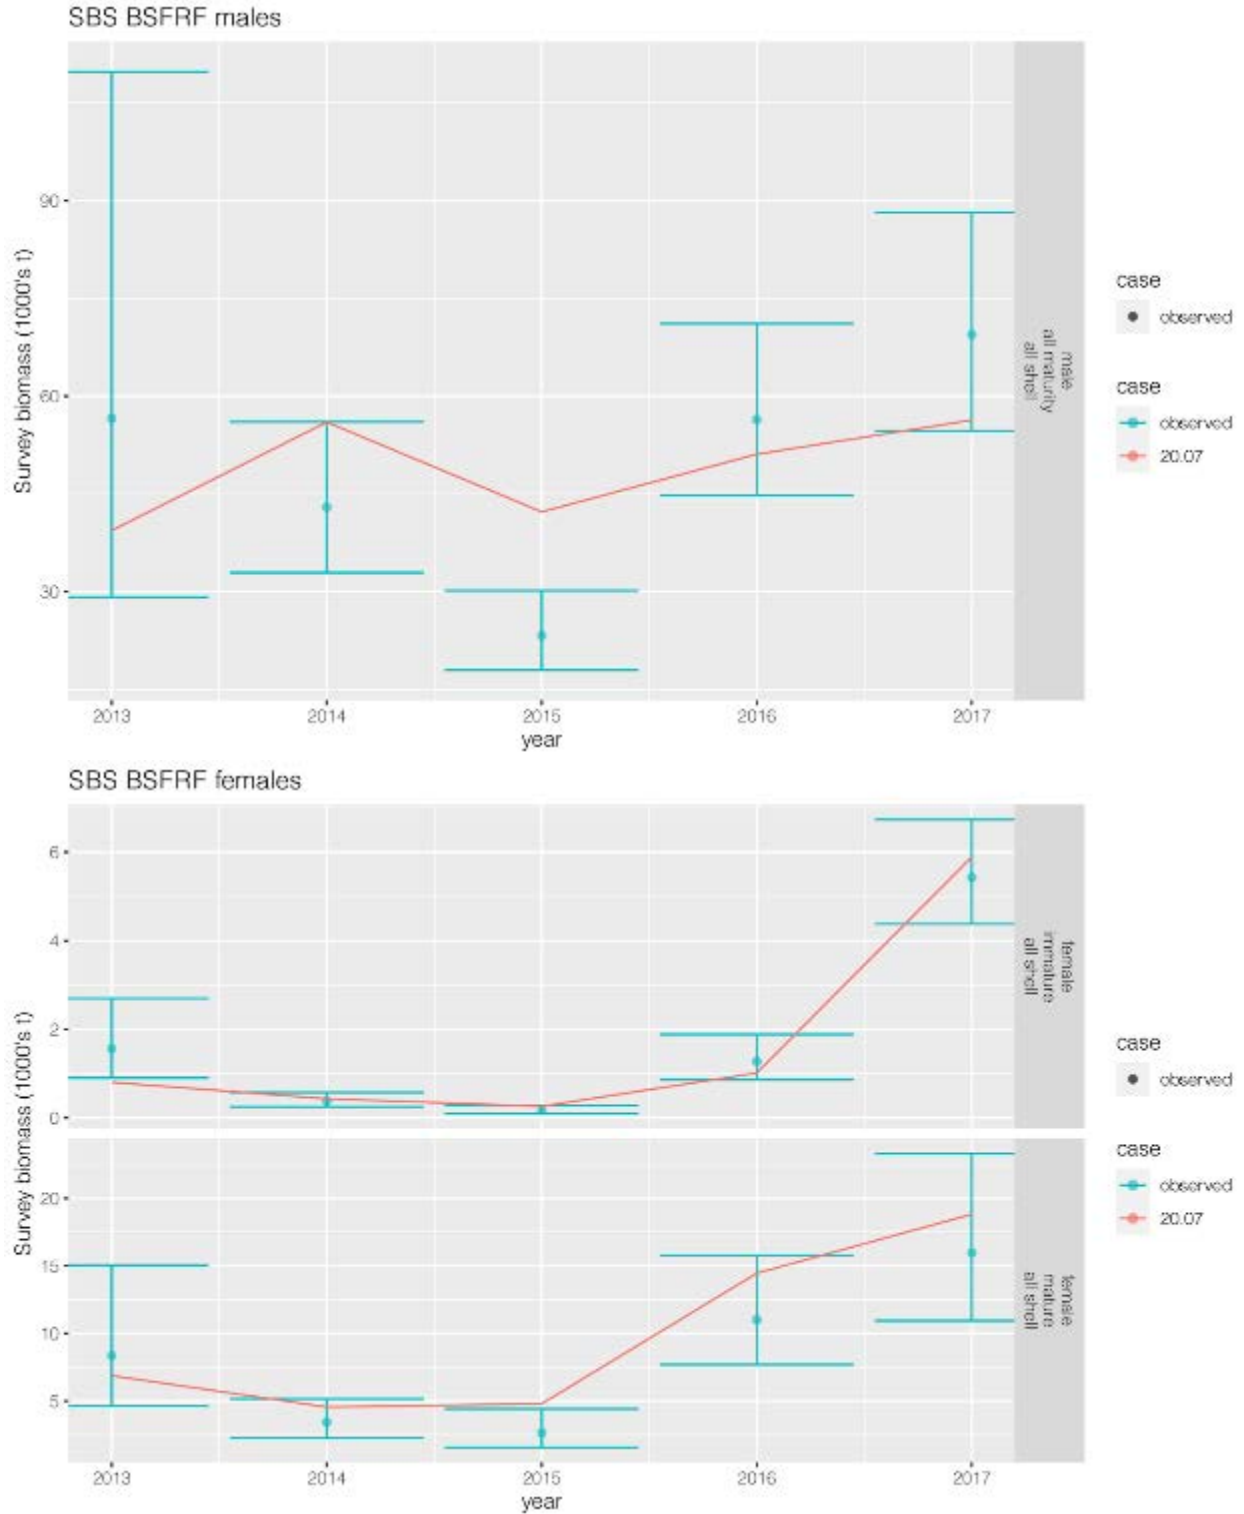 SBS BSFRF males
Survey biomass (1000's t)
90
60
30
2013
2014
2015
2016
2017
year
male
all maturity
all shell
case
observed
case
observed
20.07
SBS BSFRF females
Survey biomass (1000's t)
6
4
2
0
female
immature
all shell
20
15
10
5
female
mature
all shell
2013
2014
2015
2016
2017
year
case
observed
case
observed
20.07